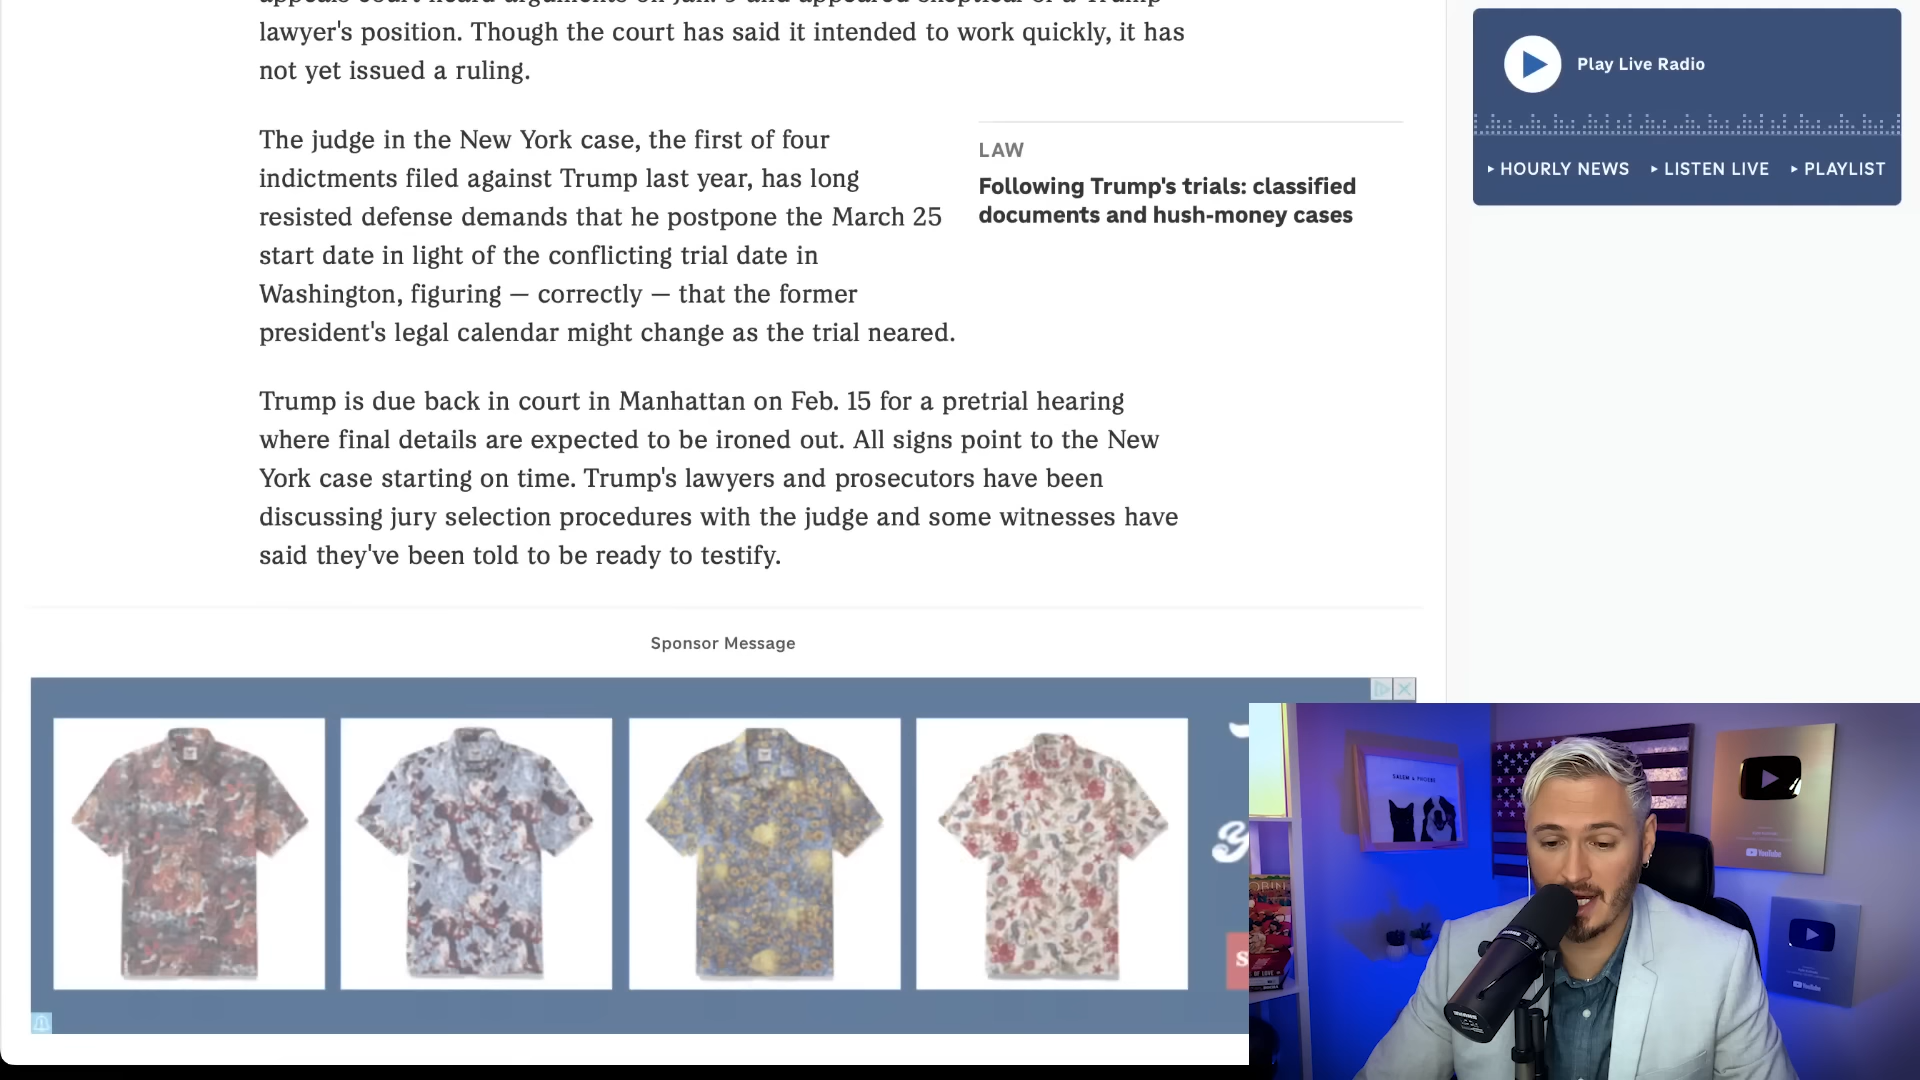 lawyer's position. Though the court has said it intended to work quickly, it has
not yet issued a ruling.
The judge in the New York case, the first of four
indictments filed against Trump last year, has long
resisted defense demands that he postpone the March 25
start date in light of the conflicting trial date in
Washington, figuring — correctly — that the former
president's legal calendar might change as the trial neared.
LAW
Following Trump's trials: classified
documents and hush-money cases
Trump is due back in court in Manhattan on Feb. 15 for a pretrial hearing
where final details are expected to be ironed out. All signs point to the New
York case starting on time. Trump's lawyers and prosecutors have been
discussing jury selection procedures with the judge and some witnesses have
said they've been told to be ready to testify.
Sponsor Message
Play Live Radio
HOURLY NEWS
LISTEN LIVE
PLAYLIST
SALEM & PHOEBE
YouTube
YouTube